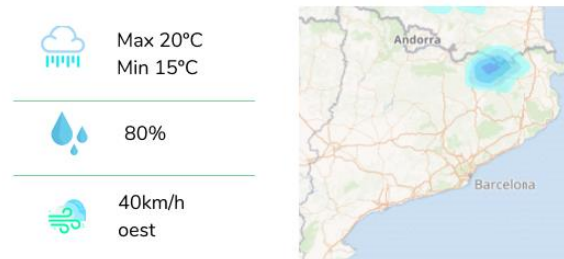 Max 20ºC
Min 15ºC
80%
40km/h
oest
Andorra
Barcelona